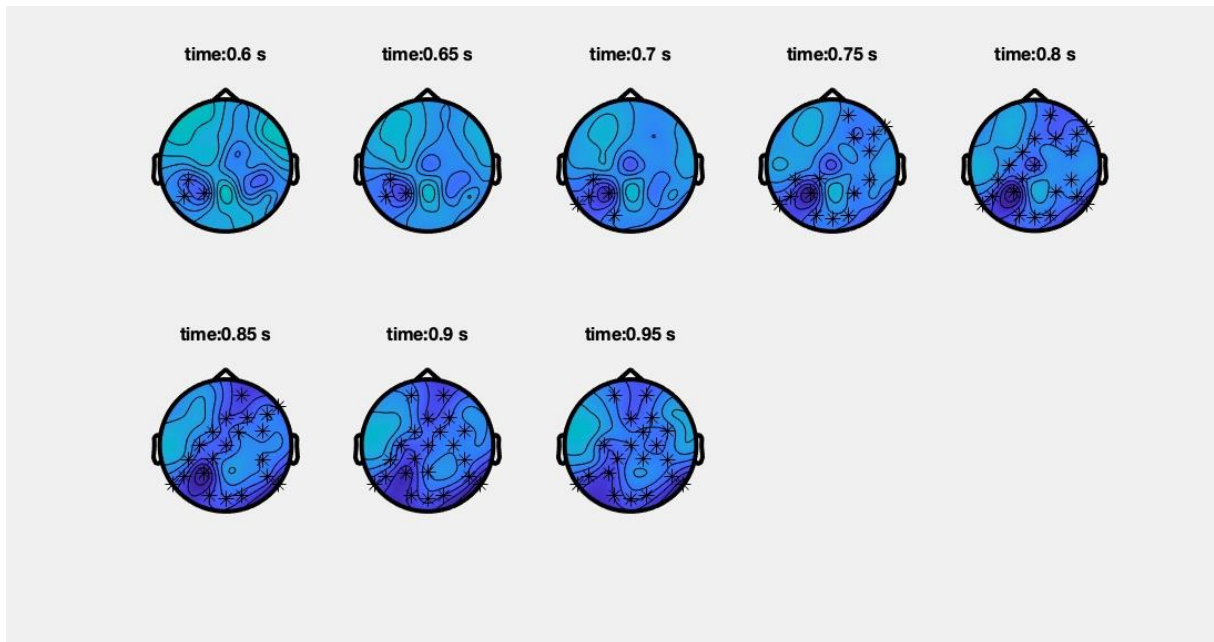 time:0.6 s
time:0.65 s
time:0.7 s
time:0.75 s
time:0.8 s
time:0.85 s
time:0.9 s
time:0.95 s